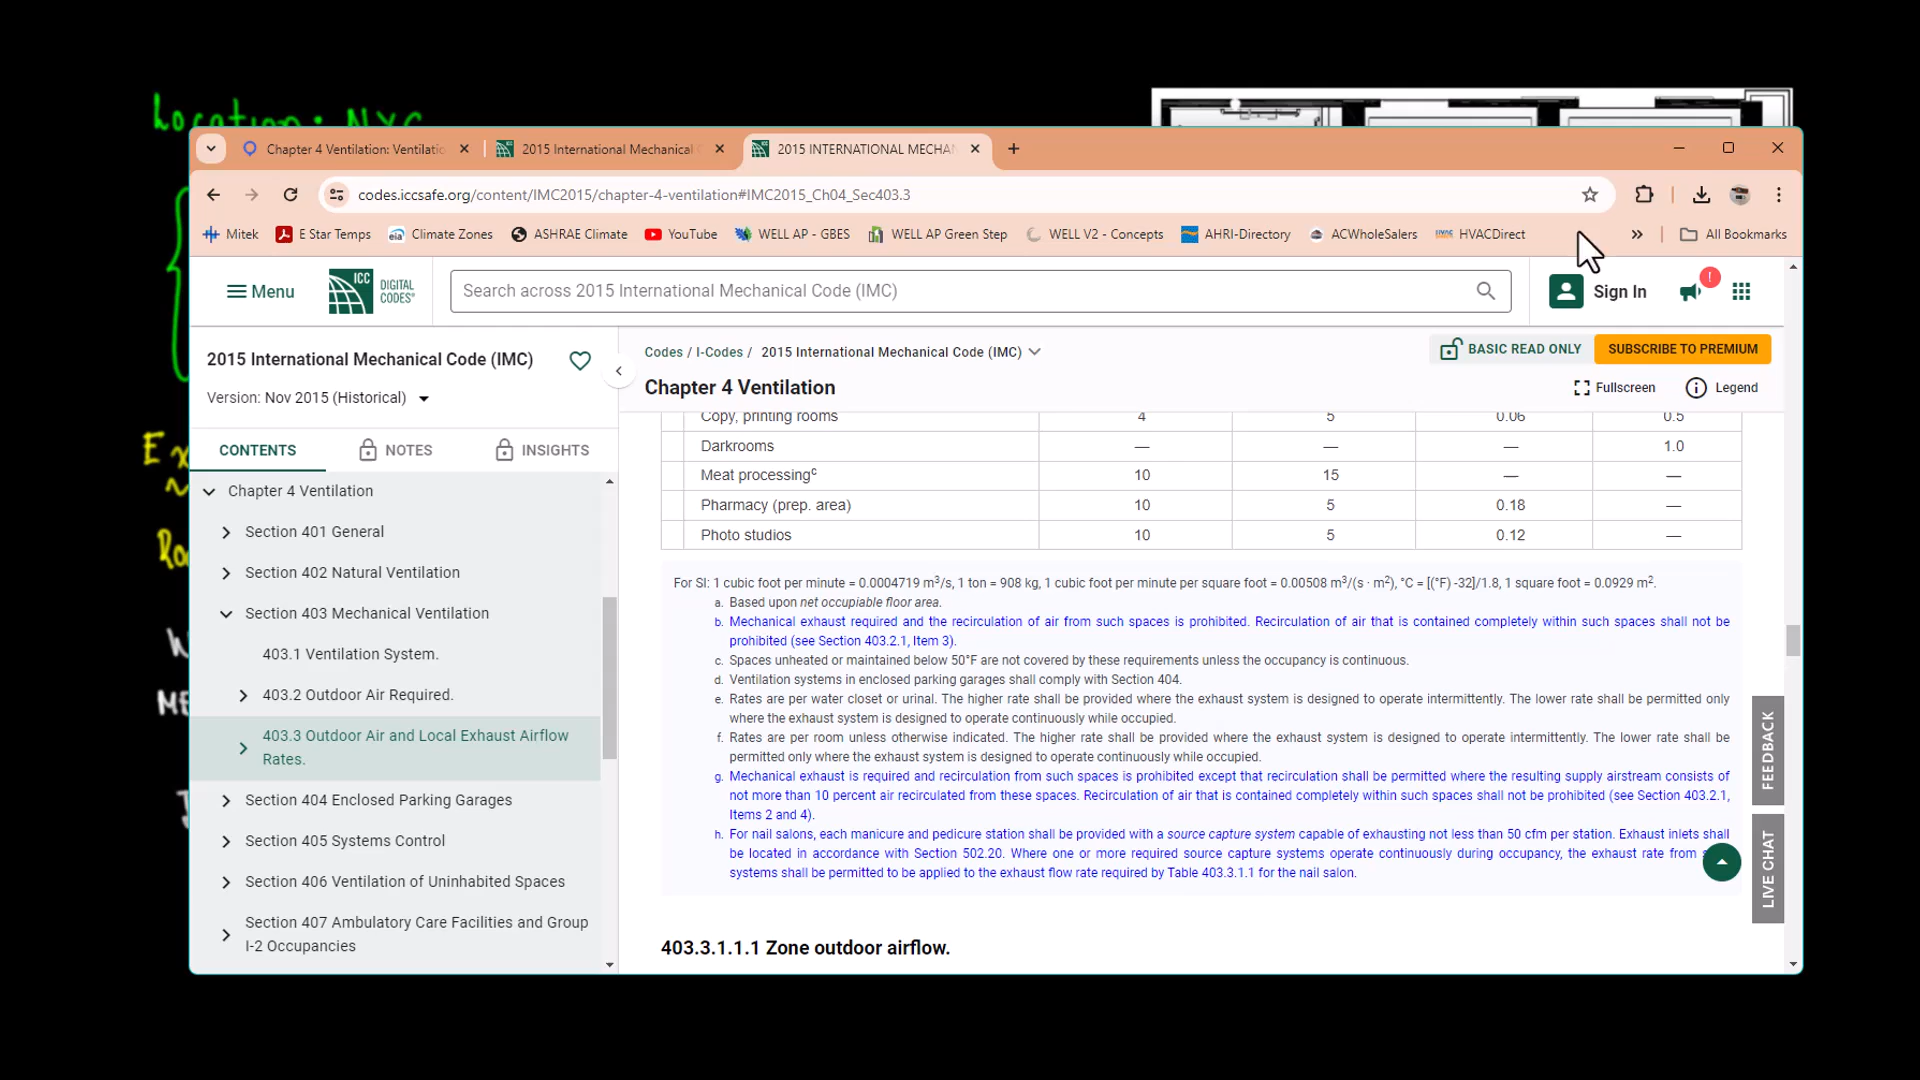 Location: NYC
Chapter 4 Ventilation: Ventilatio
2015 International Mechanical C
2015 INTERNATIONAL MECHAN
codes.iccsafe.org/content/IMC2015/chapter-4-ventilation#IMC2015_Ch04_Sec403.3
Mitek E Star Temps Climate Zones ASHRAE Climate YouTube WELL AP - GBES WELL AP Green Step WELL V2 - Concepts AHRI-Directory ACWholeSalers HVACDirect All Bookmarks
Menu
ICC DIGITAL CODES
Search across 2015 International Mechanical Code (IMC)
Sign In
2015 International Mechanical Code (IMC)
Version: Nov 2015 (Historical)
CONTENTS NOTES INSIGHTS
Chapter 4 Ventilation
Section 401 General
Section 402 Natural Ventilation
Section 403 Mechanical Ventilation
403.1 Ventilation System.
403.2 Outdoor Air Required.
403.3 Outdoor Air and Local Exhaust Airflow
Rates.
Section 404 Enclosed Parking Garages
Section 405 Systems Control
Section 406 Ventilation of Uninhabited Spaces
Section 407 Ambulatory Care Facilities and Group
I-2 Occupancies
Codes / I-Codes / 2015 International Mechanical Code (IMC)
BASIC READ ONLY SUBSCRIBE TO PREMIUM
Chapter 4 Ventilation
Fullscreen Legend
Copy, printing rooms 4 5 0.06 0.5
Darkrooms — — — 1.0
Meat processingc 10 15 — —
Pharmacy (prep. area) 10 5 0.18 —
Photo studios 10 5 0.12 —
For SI: 1 cubic foot per minute = 0.0004719 m3/s, 1 ton = 908 kg, 1 cubic foot per minute per square foot = 0.00508 m3/(s · m2), °C = [(°F) -32]/1.8, 1 square foot = 0.0929 m2.
a. Based upon net occupiable floor area.
b. Mechanical exhaust required and the recirculation of air from such spaces is prohibited. Recirculation of air that is contained completely within such spaces shall not be
prohibited (see Section 403.2.1, Item 3).
c. Spaces unheated or maintained below 50°F are not covered by these requirements unless the occupancy is continuous.
d. Ventilation systems in enclosed parking garages shall comply with Section 404.
e. Rates are per water closet or urinal. The higher rate shall be provided where the exhaust system is designed to operate intermittently. The lower rate shall be permitted only
where the exhaust system is designed to operate continuously while occupied.
f. Rates are per room unless otherwise indicated. The higher rate shall be provided where the exhaust system is designed to operate intermittently. The lower rate shall be
permitted only where the exhaust system is designed to operate continuously while occupied.
g. Mechanical exhaust is required and recirculation from such spaces is prohibited except that recirculation shall be permitted where the resulting supply airstream consists of
not more than 10 percent air recirculated from these spaces. Recirculation of air that is contained completely within such spaces shall not be prohibited (see Section 403.2.1,
Items 2 and 4).
h. For nail salons, each manicure and pedicure station shall be provided with a source capture system capable of exhausting not less than 50 cfm per station. Exhaust inlets shall
be located in accordance with Section 502.20. Where one or more required source capture systems operate continuously during occupancy, the exhaust rate from
systems shall be permitted to be applied to the exhaust flow rate required by Table 403.3.1.1 for the nail salon.
403.3.1.1.1 Zone outdoor airflow.
FEEDBACK
LIVE CHAT